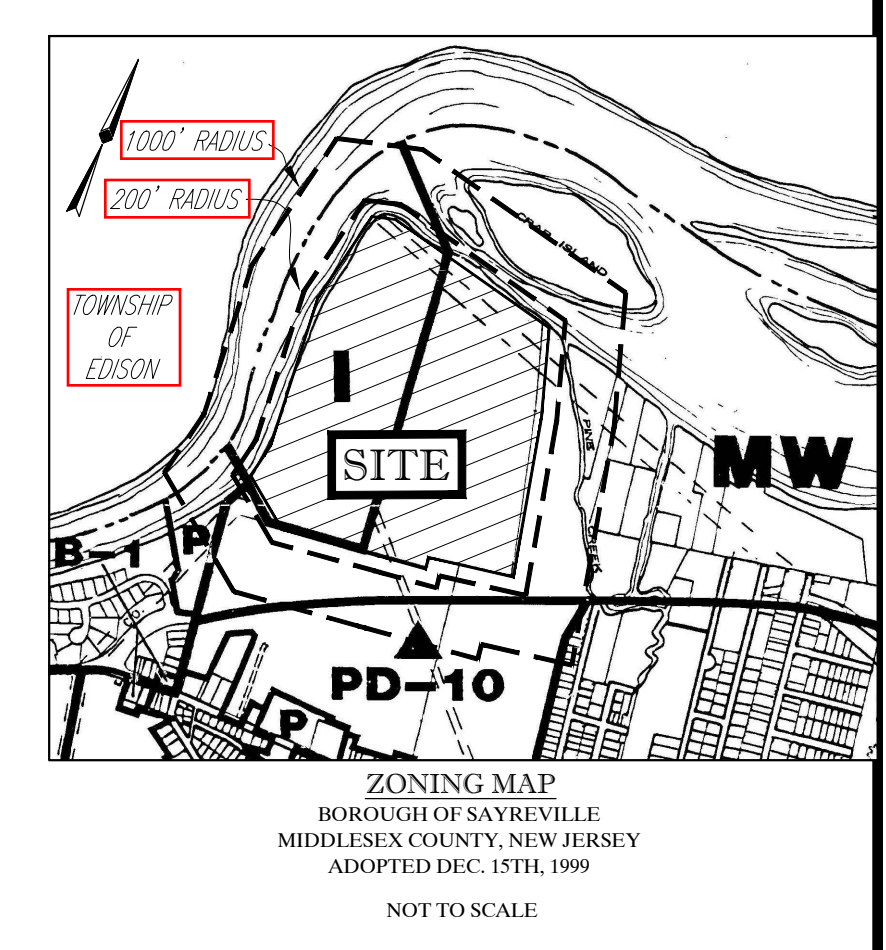 1000' RADIUS
200' RADIUS
TOWNSHIP
OF
EDISON
CRAB ISLAND
I
SITE
PINE
CREEK
MW
B-1
P
PD-10
P
ZONING MAP
BOROUGH OF SAYREVILLE
MIDDLESEX COUNTY, NEW JERSEY
ADOPTED DEC. 15TH, 1999
NOT TO SCALE